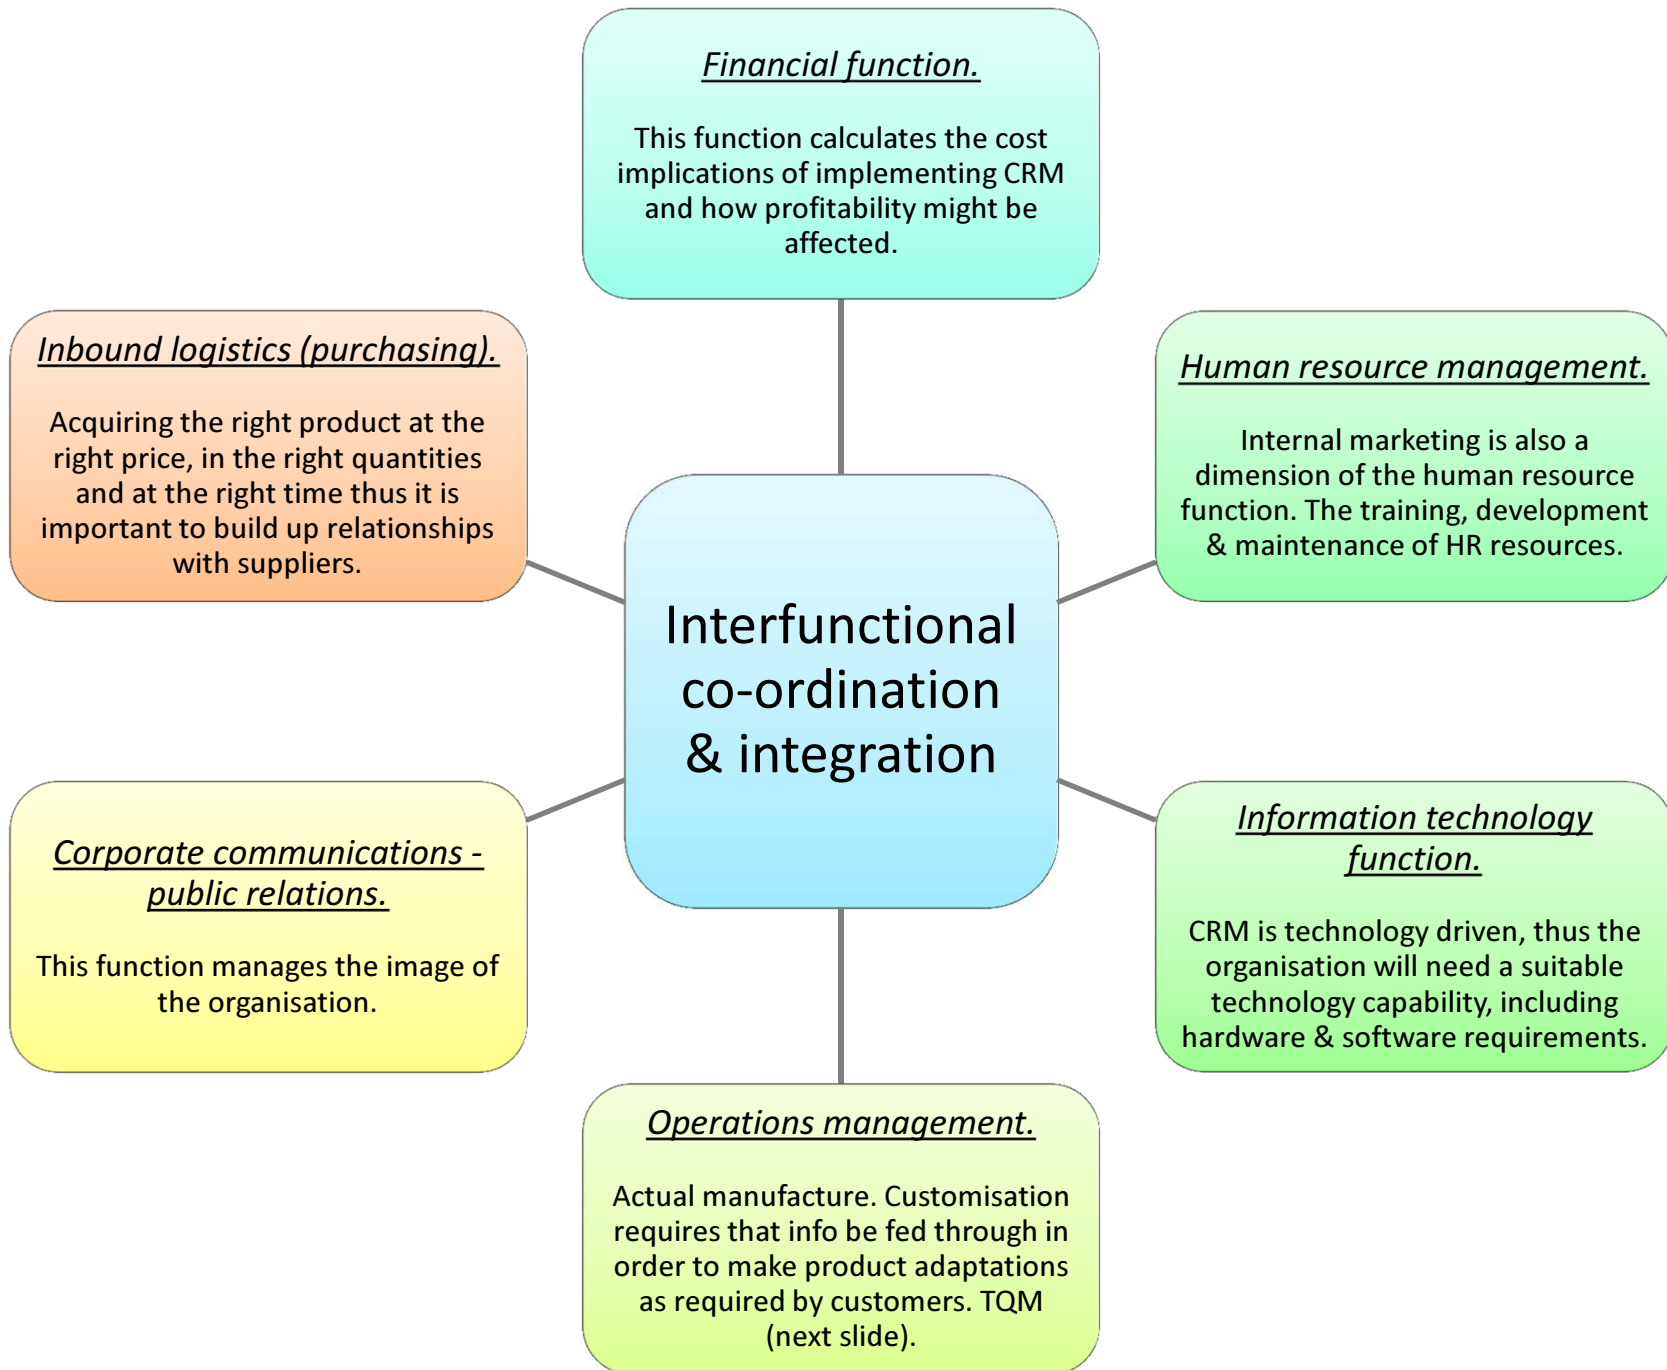 Financial function.
This function calculates the cost
implications of implementing CRM
and how profitability might be
affected.
Inbound logistics (purchasing).
Acquiring the right product at the
right price, in the right quantities
and at the right time thus it is
important to build up relationships
with suppliers.
Human resource management.
Internal marketing is also a
dimension of the human resource
function. The training, development
& maintenance of HR resources.
Interfunctional
co-ordination
& integration
Corporate communications -
public relations.
This function manages the image of
the organisation.
Information technology
function.
CRM is technology driven, thus the
organisation will need a suitable
technology capability, including
hardware & software requirements.
Operations management.
Actual manufacture. Customisation
requires that info be fed through in
order to make product adaptations
as required by customers. TQM
(next slide).